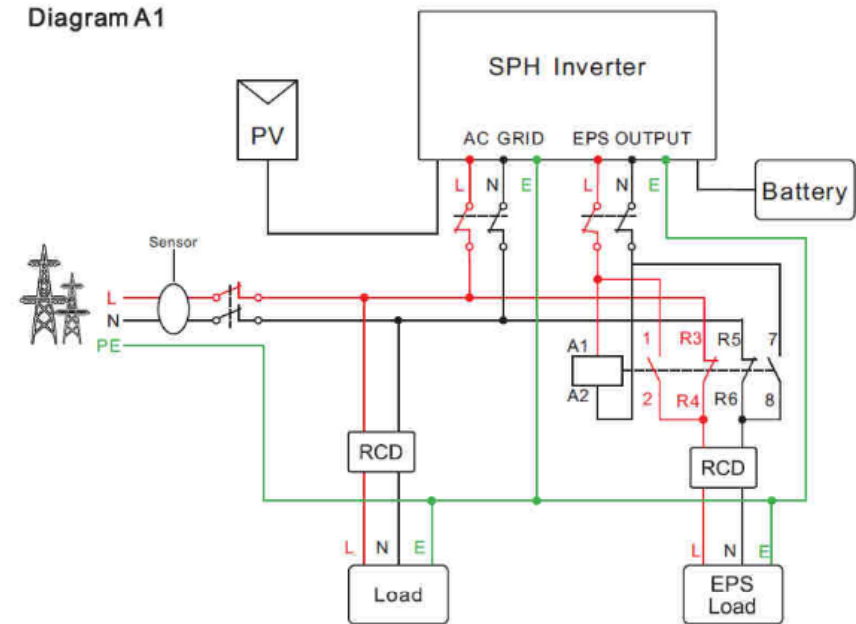 Diagram A1
SPH Inverter
PV
AC GRID EPS OUTPUT
L N E L N E
Battery
Sensor
L
N
PE
1 R3 R5 7
A1
A2
2 R4 R6 8
RCD
RCD
L N E
L N E
Load
EPS
Load